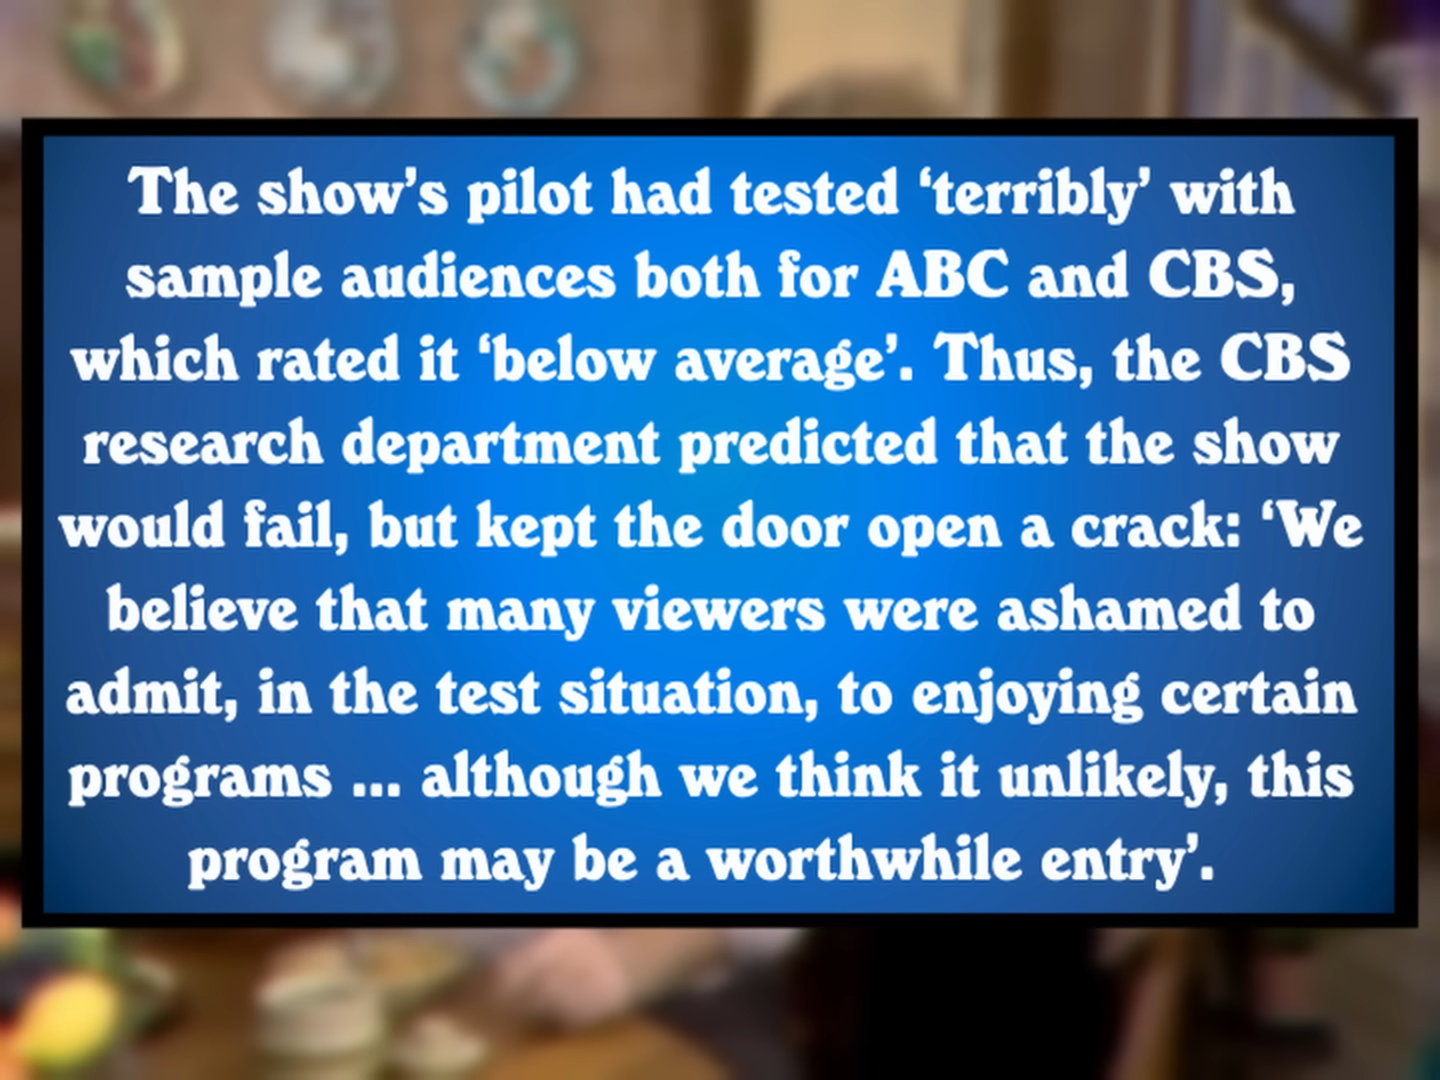 The show’s pilot had tested ‘terribly’ with
sample audiences both for ABC and CBS,
which rated it ‘below average’. Thus, the CBS
research department predicted that the show
would fail, but kept the door open a crack: ‘We
believe that many viewers were ashamed to
admit, in the test situation, to enjoying certain
programs ... although we think it unlikely, this
program may be a worthwhile entry’.